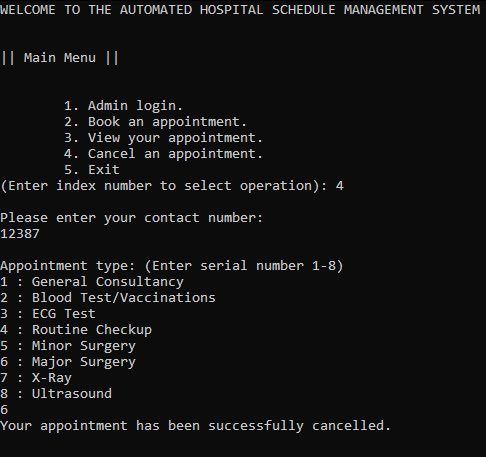 WELCOME TO THE AUTOMATED HOSPITAL SCHEDULE MANAGEMENT SYSTEM
|| Main Menu ||
1. Admin login.
2. Book an appointment.
3. View your appointment.
4. Cancel an appointment.
5. Exit
(Enter index number to select operation): 4
Please enter your contact number:
12387
Appointment type: (Enter serial number 1-8)
1 : General Consultancy
2 : Blood Test/Vaccinations
3 : ECG Test
4 : Routine Checkup
5 : Minor Surgery
6 : Major Surgery
7 : X-Ray
8 : Ultrasound
6
Your appointment has been successfully cancelled.